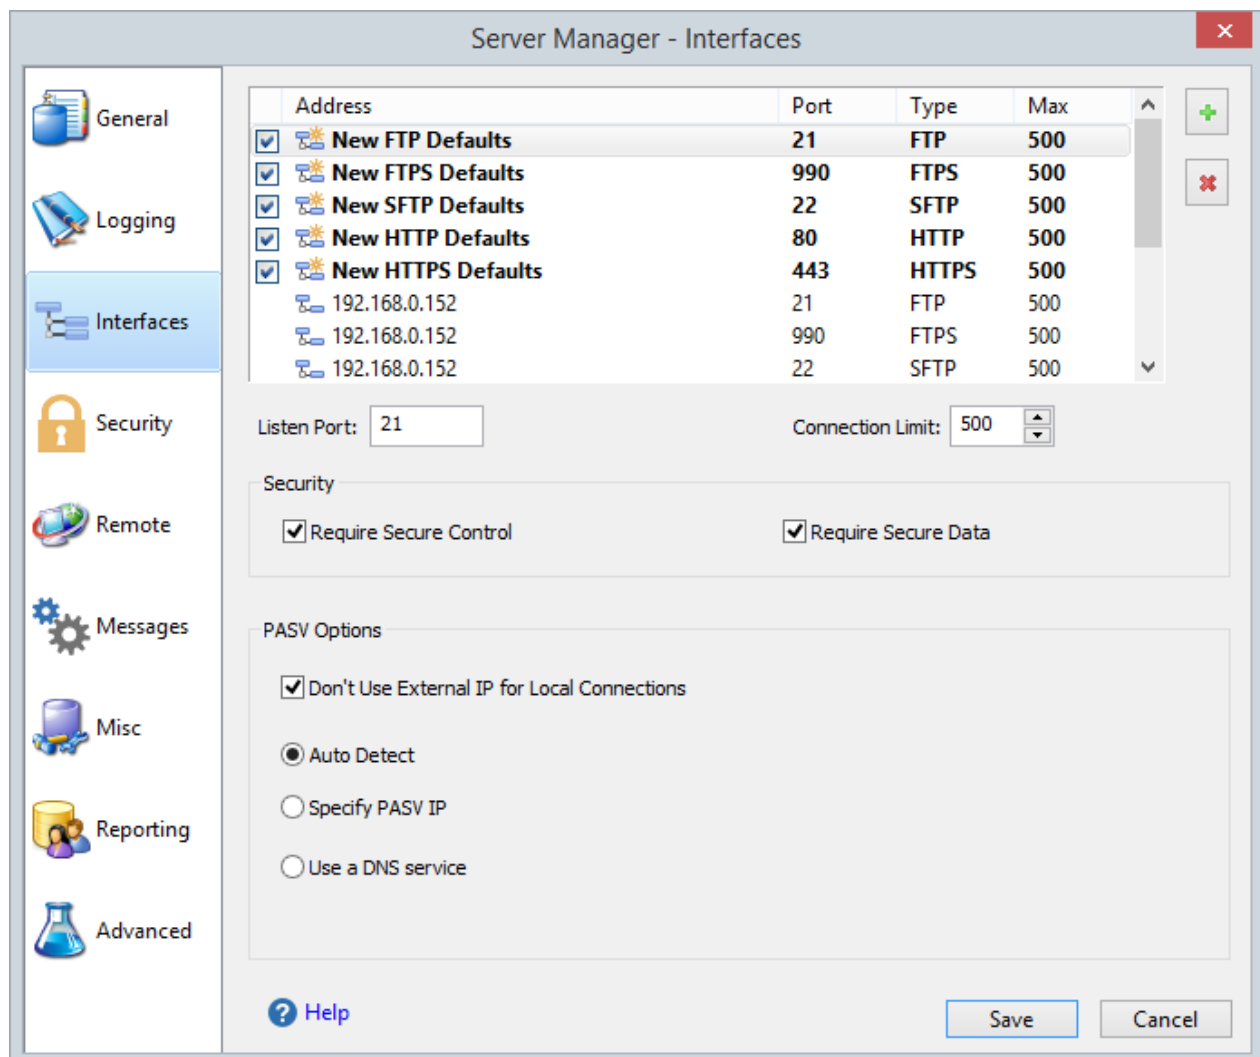 Server Manager - Interfaces
General
Logging
Interfaces
Security
Remote
Messages
Misc
Reporting
Advanced
Address Port Type Max
New FTP Defaults 21 FTP 500
New FTPS Defaults 990 FTPS 500
New SFTP Defaults 22 SFTP 500
New HTTP Defaults 80 HTTP 500
New HTTPS Defaults 443 HTTPS 500
192.168.0.152 21 FTP 500
192.168.0.152 990 FTPS 500
192.168.0.152 22 SFTP 500
Listen Port: 21 Connection Limit: 500
Security
Require Secure Control Require Secure Data
PASV Options
Don't Use External IP for Local Connections
Auto Detect
Specify PASV IP
Use a DNS service
Help Save Cancel